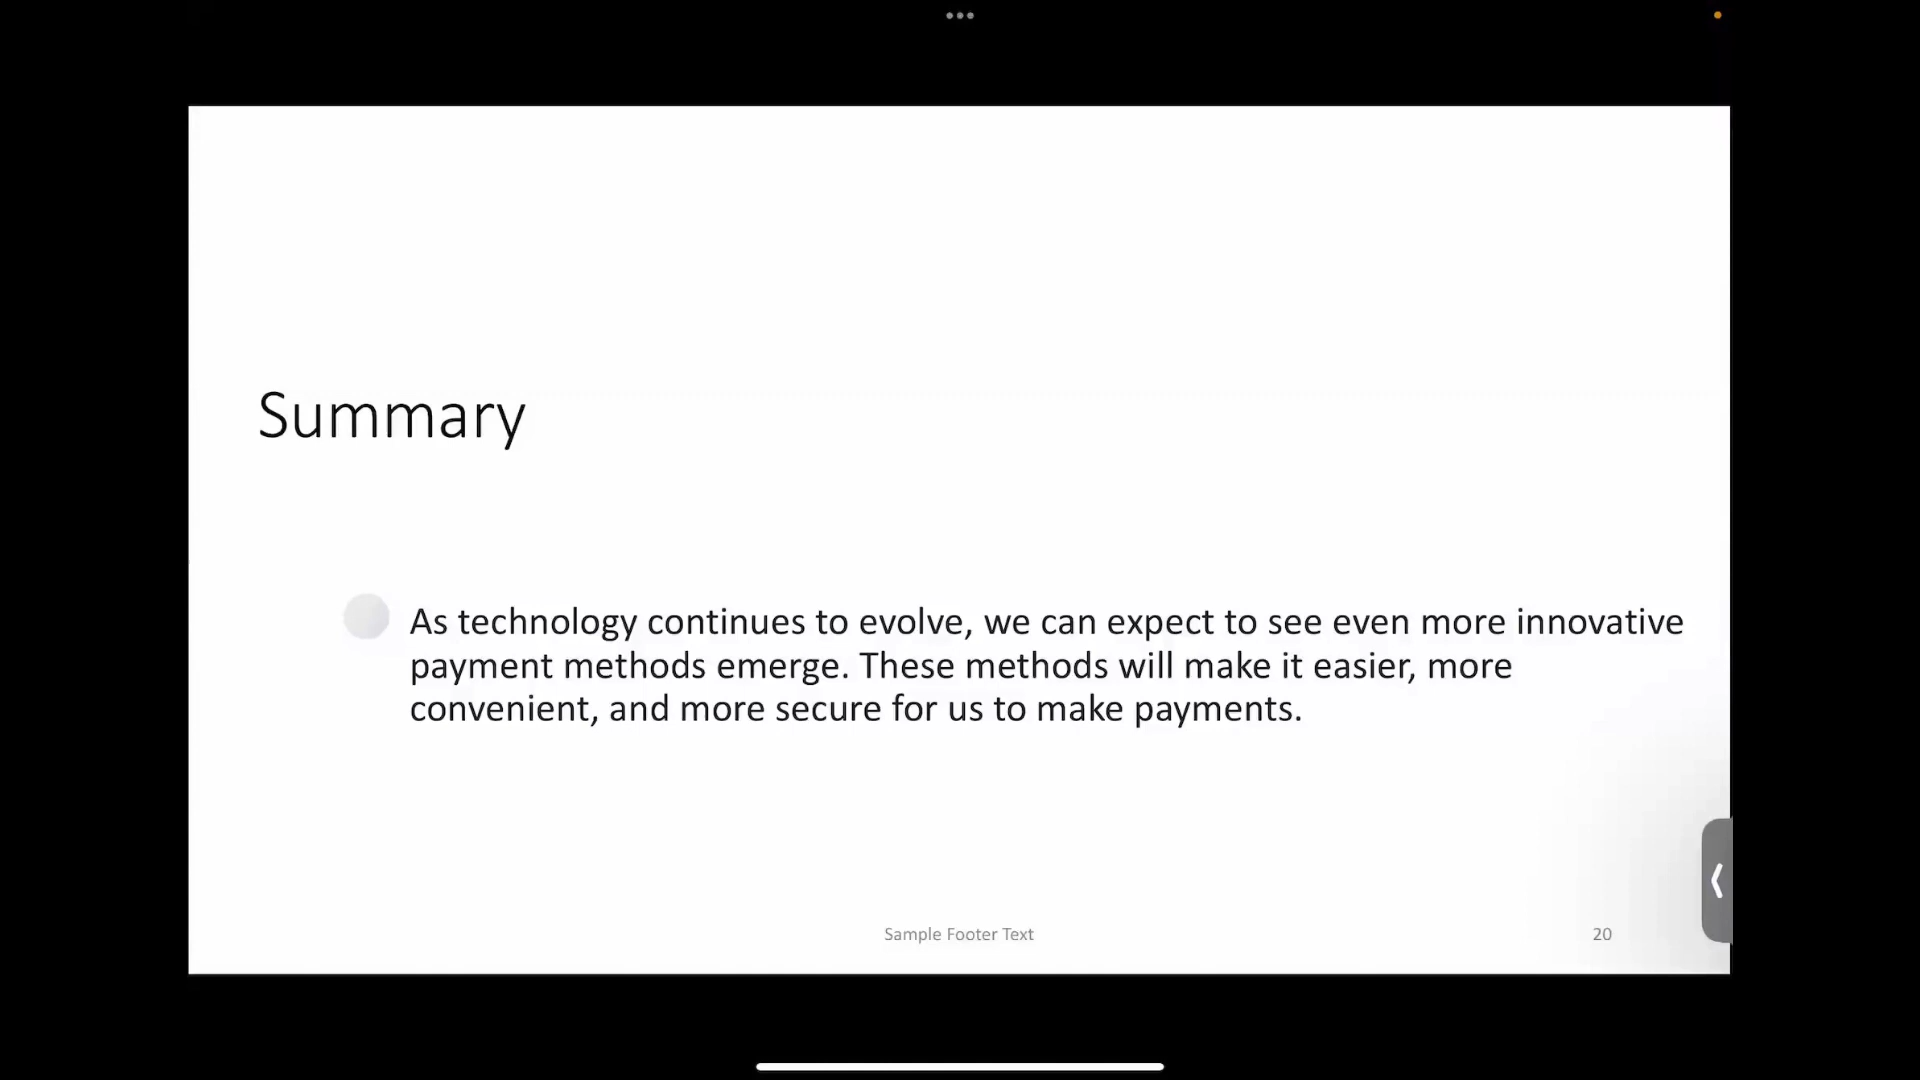 Summary
As technology continues to evolve, we can expect to see even more innovative
payment methods emerge. These methods will make it easier, more
convenient, and more secure for us to make payments.
Sample Footer Text
20